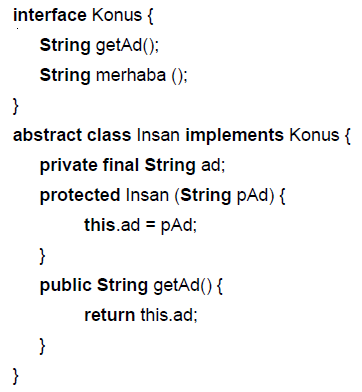 interface Konus {
String getAd();
String merhaba ();
}
abstract class Insan implements Konus {
private final String ad;
protected Insan (String pAd) {
this.ad = pAd;
}
public String getAd() {
return this.ad;
}
}